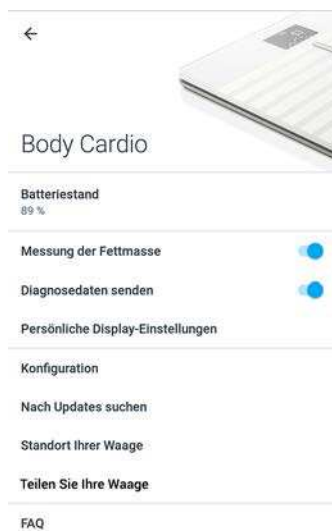 Body Cardio
Batteriestand
89 %
Messung der Fettmasse
Diagnosedaten senden
Persönliche Display-Einstellungen
Konfiguration
Nach Updates suchen
Standort Ihrer Waage
Teilen Sie Ihre Waage
FAQ